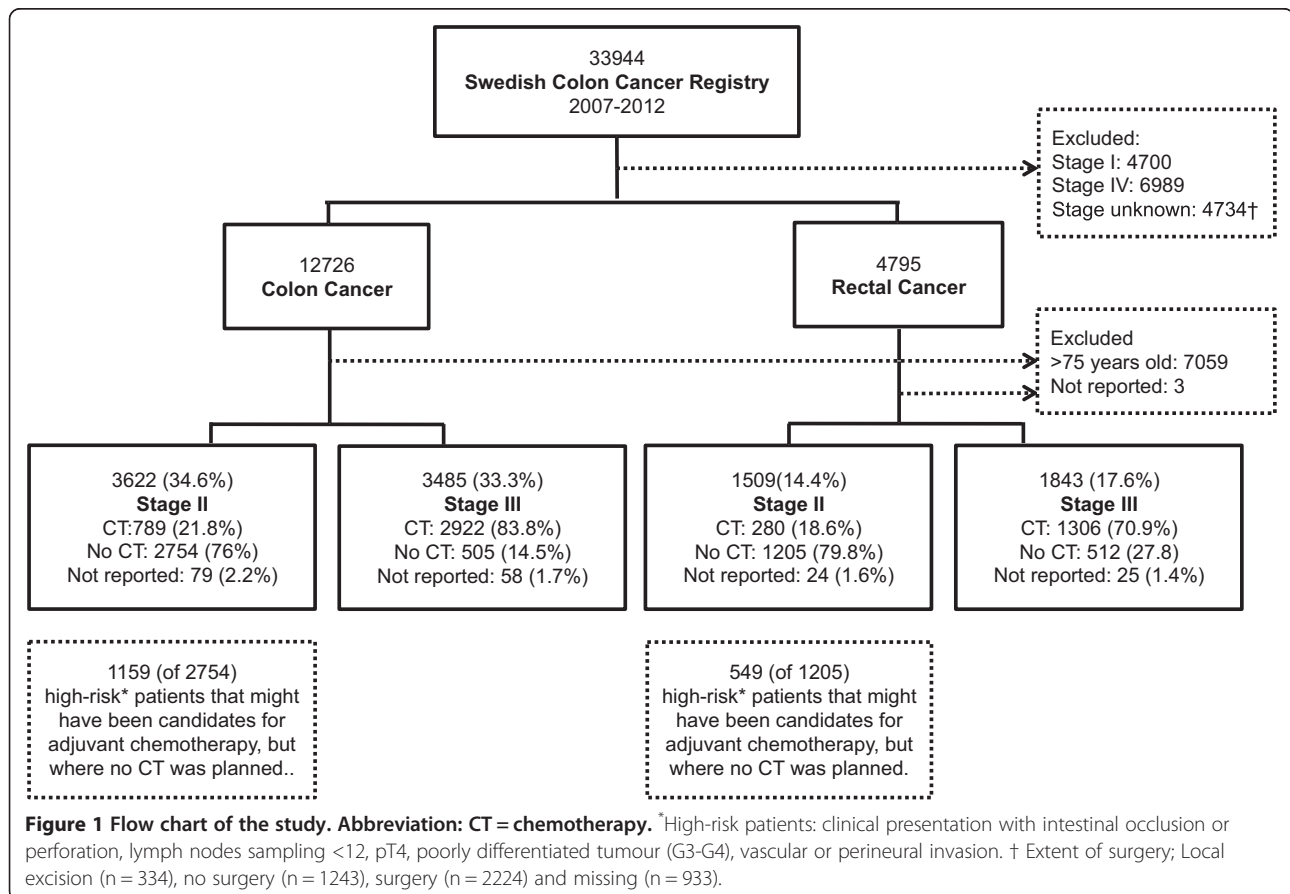 33944
Swedish Colon Cancer Registry
2007-2012
Excluded:
Stage I: 4700
Stage IV: 6989
Stage unknown: 4734†
12726
Colon Cancer
4795
Rectal Cancer
Excluded
>75 years old: 7059
Not reported: 3
3622 (34.6%)
Stage II
CT:789 (21.8%)
No CT: 2754 (76%)
Not reported: 79 (2.2%)
3485 (33.3%)
Stage III
CT: 2922 (83.8%)
No CT: 505 (14.5%)
Not reported: 58 (1.7%)
1509(14.4%)
Stage II
CT: 280 (18.6%)
No CT: 1205 (79.8%)
Not reported: 24 (1.6%)
1843 (17.6%)
Stage III
CT: 1306 (70.9%)
No CT: 512 (27.8)
Not reported: 25 (1.4%)
1159 (of 2754)
high-risk* patients that might
have been candidates for
adjuvant chemotherapy, but
where no CT was planned..
549 (of 1205)
high-risk* patients that might
have been candidates for
adjuvant chemotherapy, but
where no CT was planned.
Figure 1 Flow chart of the study. Abbreviation: CT = chemotherapy. *High-risk patients: clinical presentation with intestinal occlusion or
perforation, lymph nodes sampling <12, pT4, poorly differentiated tumour (G3-G4), vascular or perineural invasion. † Extent of surgery; Local
excision (n = 334), no surgery (n = 1243), surgery (n = 2224) and missing (n = 933).